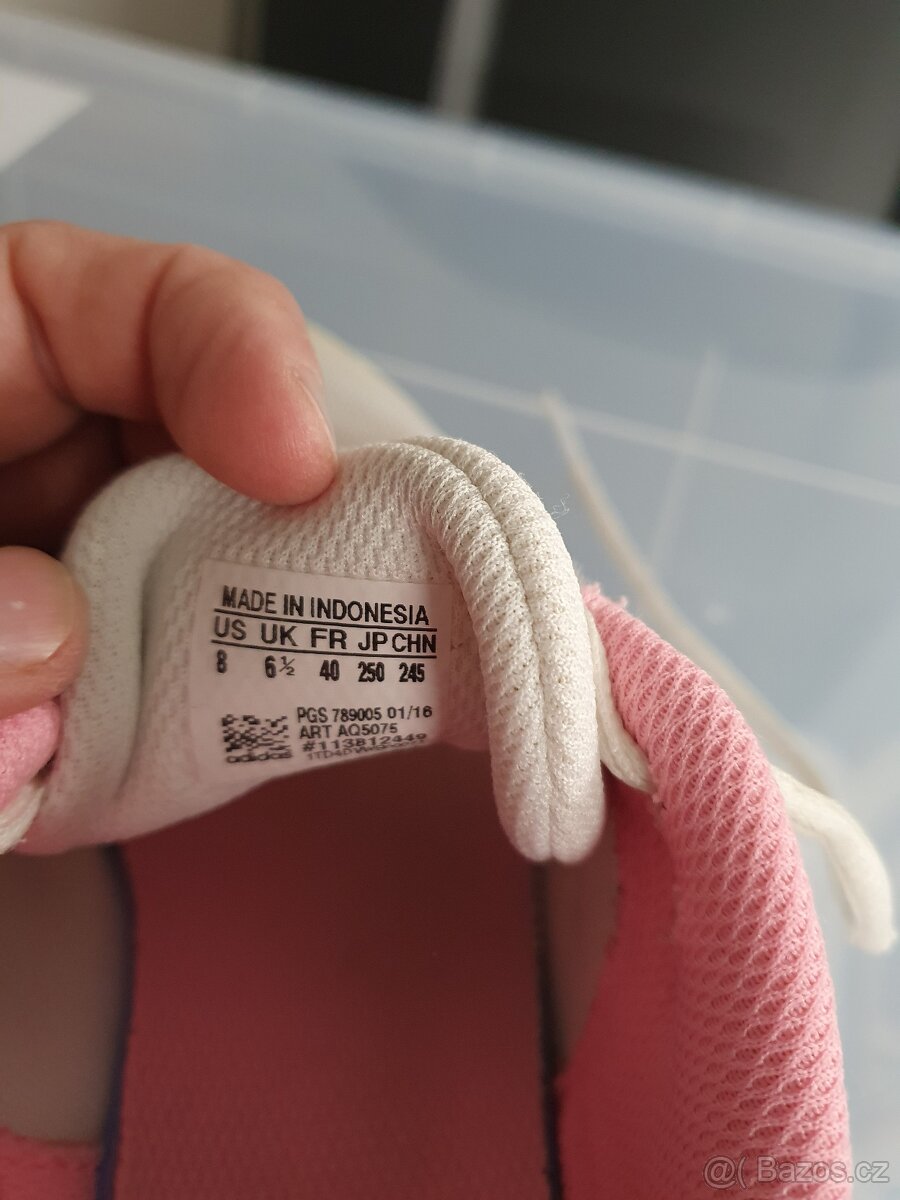 MADE IN INDONESIA
US UK FR JP CHN
8 6½ 40 250 245
PGS 789005 01/16
ART AQ5075
#113812449
adidas
@( Bazos.cz